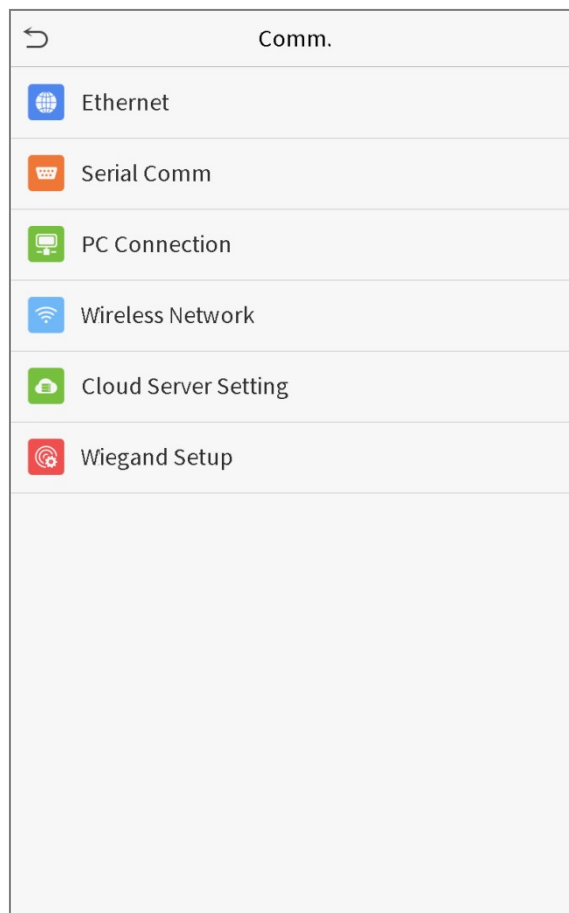 Comm.
Ethernet
Serial Comm
PC Connection
Wireless Network
Cloud Server Setting
Wiegand Setup